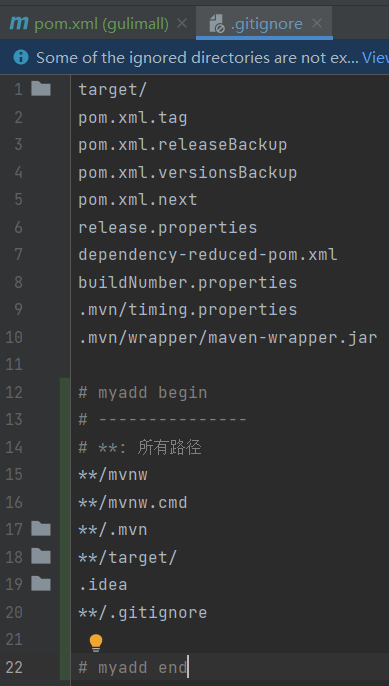 pom.xml (gulimall)
.gitignore
Some of the ignored directories are not ex... View
1 target/
2 pom.xml.tag
3 pom.xml.releaseBackup
4 pom.xml.versionsBackup
5 pom.xml.next
6 release.properties
7 dependency-reduced-pom.xml
8 buildNumber.properties
9 .mvn/timing.properties
10 .mvn/wrapper/maven-wrapper.jar
11
12 # myadd begin
13 # ---------------
14 # **: 所有路径
15 **/mvnw
16 **/mvnw.cmd
17 **/.mvn
18 **/target/
19 .idea
20 **/.gitignore
21
22 # myadd end